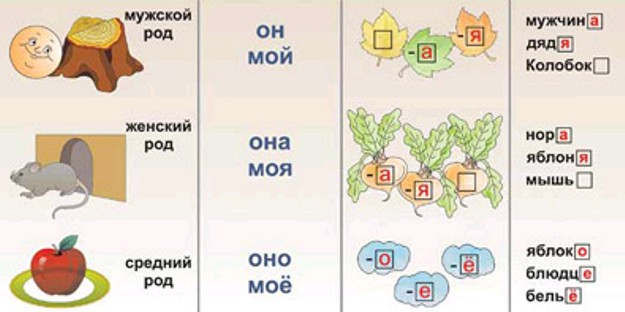 мужской
род
он
мой
-а
-я
мужчина
дядя
Колобок
женский
род
она
моя
-а
-я
нора
яблоня
мышь
средний
род
оно
моё
-о
-е
-ё
яблоко
блюдце
бельё